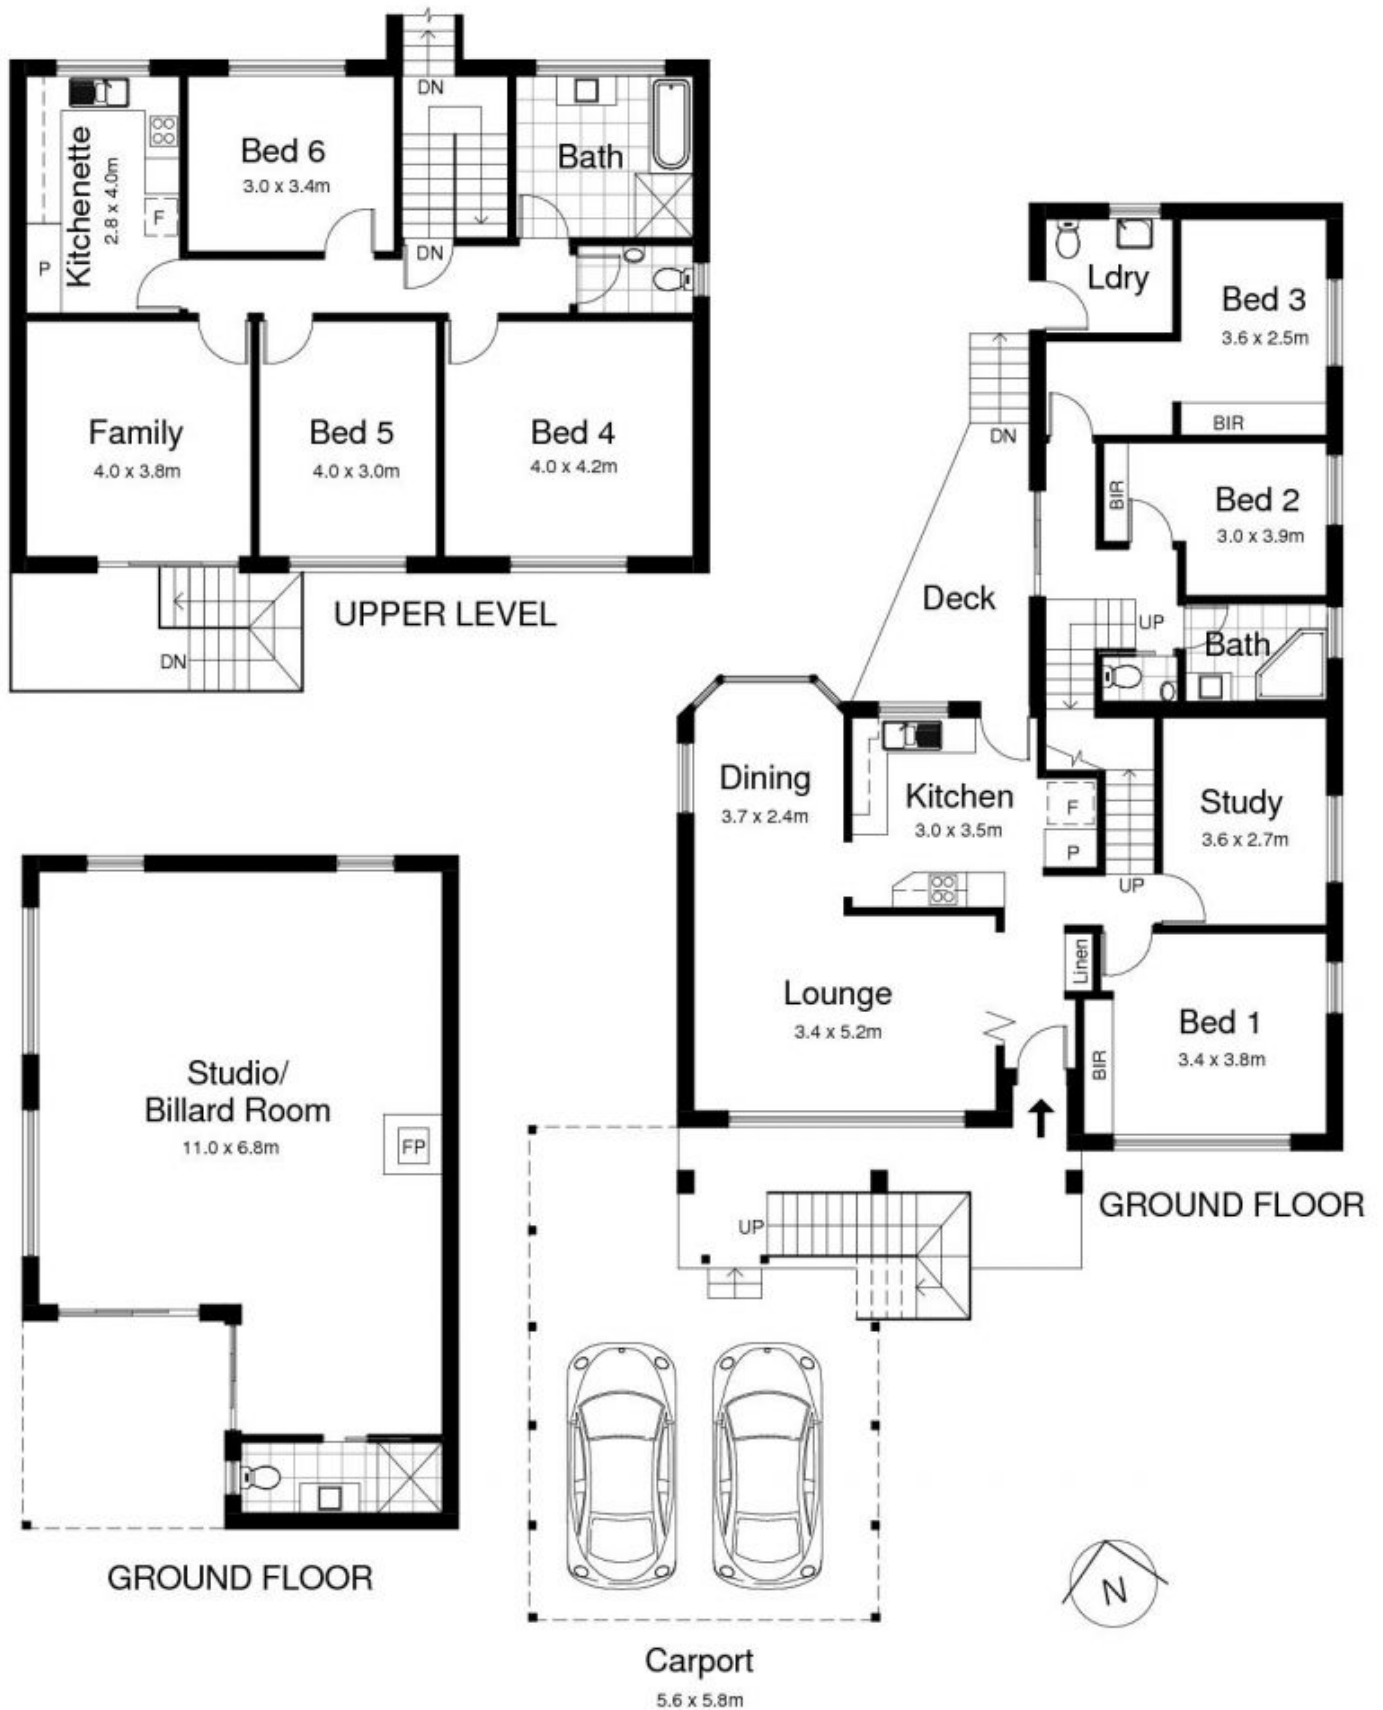 DN
Kitchenette
2.8 x 4.0m
F
P
Bed 6
3.0 x 3.4m
DN
Bath
Family
4.0 x 3.8m
Bed 5
4.0 x 3.0m
Bed 4
4.0 x 4.2m
DN
UPPER LEVEL
Ldry
Bed 3
3.6 x 2.5m
BIR
DN
BIR
Bed 2
3.0 x 3.9m
Deck
UP
Bath
Dining
3.7 x 2.4m
Kitchen
3.0 x 3.5m
F
P
UP
Study
3.6 x 2.7m
Lounge
3.4 x 5.2m
Linen
BIR
Bed 1
3.4 x 3.8m
UP
GROUND FLOOR
Studio/
Billard Room
11.0 x 6.8m
FP
GROUND FLOOR
Carport
5.6 x 5.8m
N